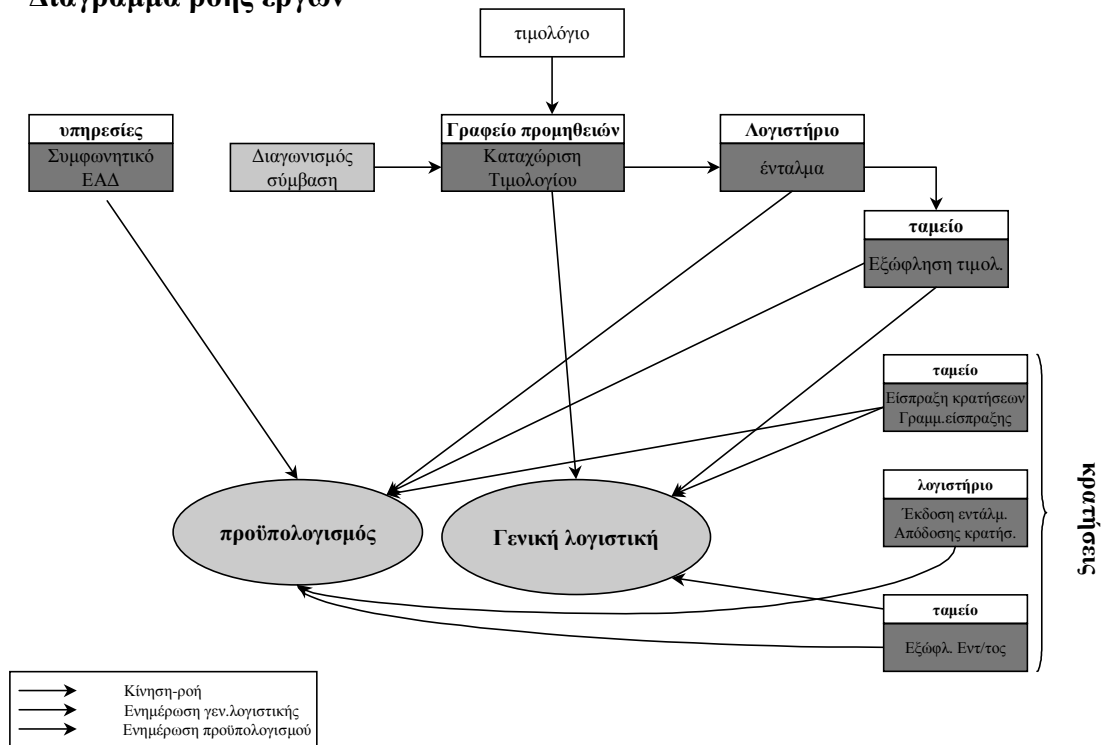 Διάγραμμα ροής έργων
τιμολόγιο
υπηρεσίες
Συμφωνητικό
ΕΑΔ
Διαγωνισμός
σύμβαση
Γραφείο προμηθειών
Καταχώριση
Τιμολογίου
Λογιστήριο
ένταλμα
ταμείο
Εξώφληση τιμολ.
ταμείο
Είσπραξη κρατήσεων
Γραμμ.είσπραξης
λογιστήριο
Έκδοση εντάλμ.
Απόδοσης κρατήσ.
ταμείο
Εξώφλ. Εντ/τος
κρατήσεις
προϋπολογισμός
Γενική λογιστική
Κίνηση-ροή
Ενημέρωση γεν.λογιστικής
Ενημέρωση προϋπολογισμού